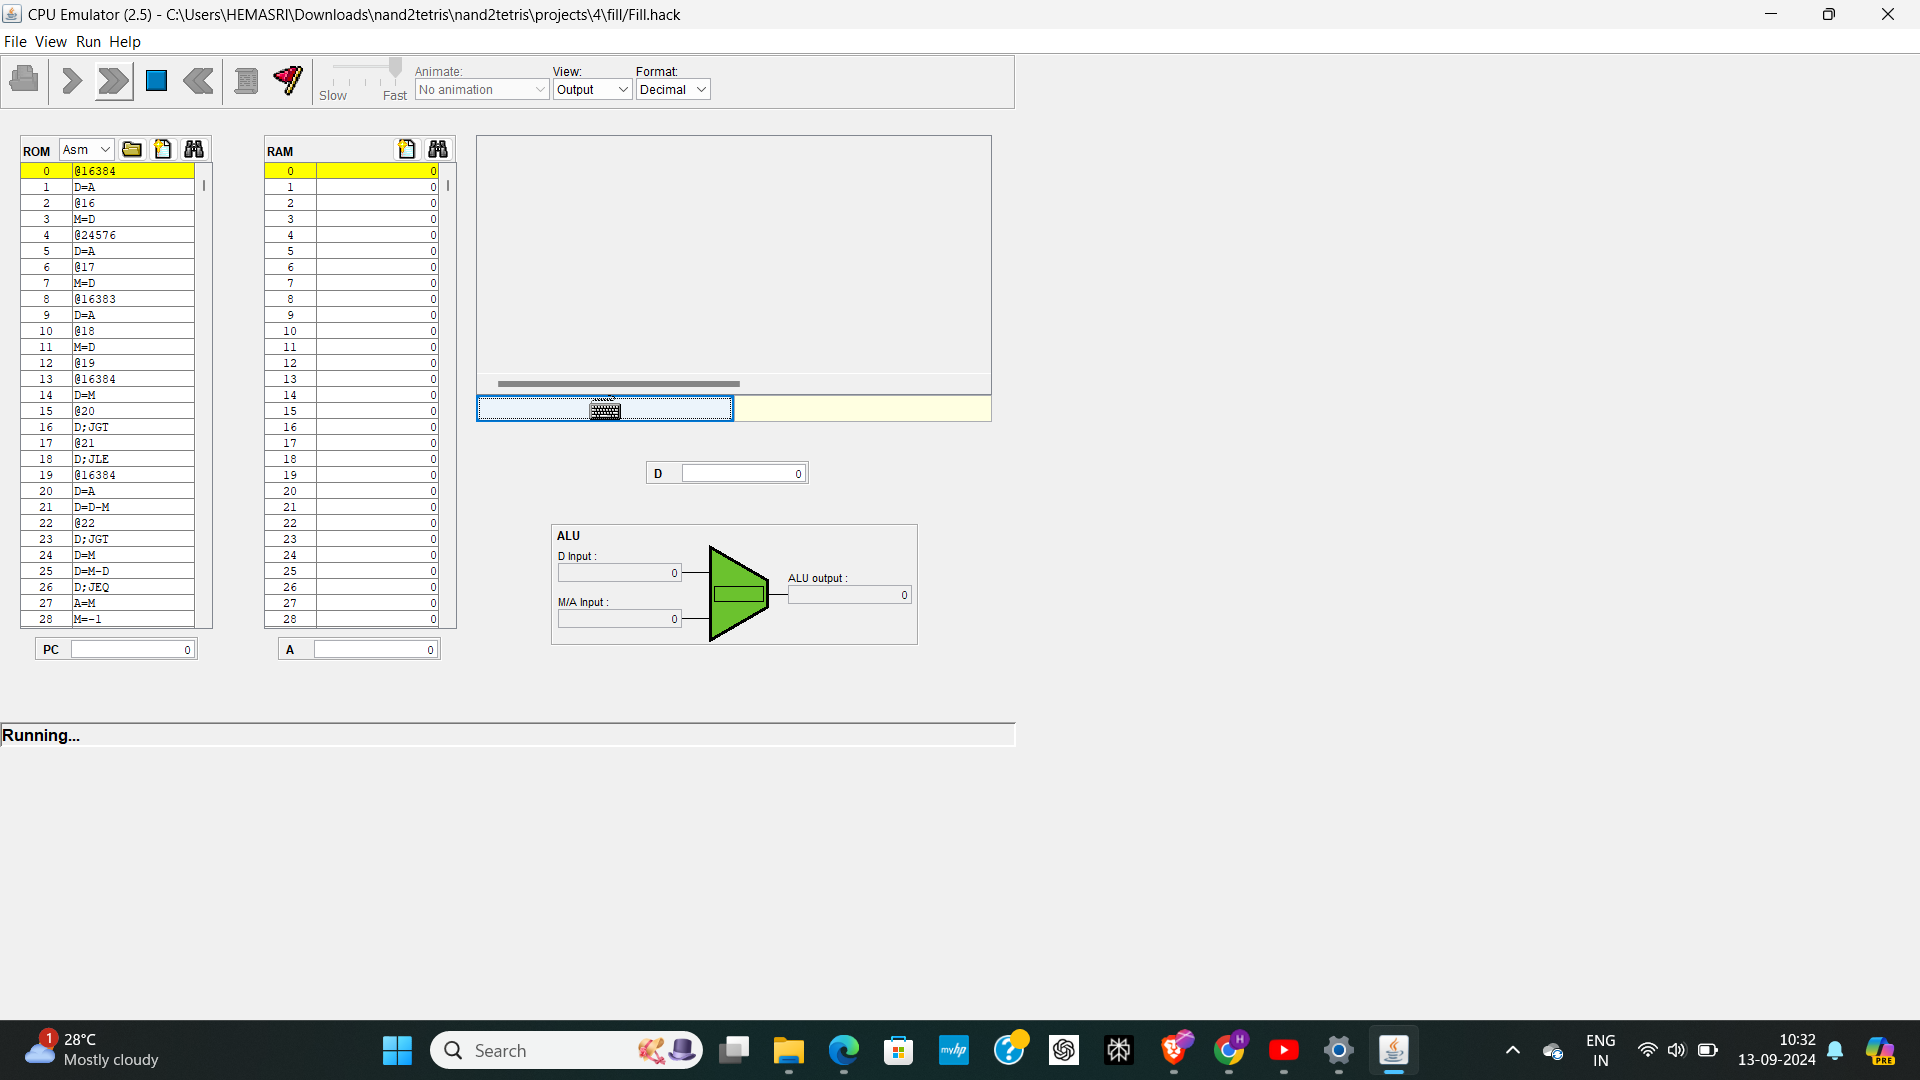 CPU Emulator (2.5) - C:\Users\HEMASRI\Downloads\nand2tetris\nand2tetris\projects\4\fill/Fill.hack
File View Run Help
Slow Fast
Animate:
No animation
View:
Output
Format:
Decimal
ROM Asm
0 @16384
1 D=A
2 @16
3 M=D
4 @24576
5 D=A
6 @17
7 M=D
8 @16383
9 D=A
10 @18
11 M=D
12 @19
13 @16384
14 D=M
15 @20
16 D;JGT
17 @21
18 D;JLE
19 @16384
20 D=A
21 D=D-M
22 @22
23 D;JGT
24 D=M
25 D=M-D
26 D;JEQ
27 A=M
28 M=-1
PC 0
RAM
0 0
1 0
2 0
3 0
4 0
5 0
6 0
7 0
8 0
9 0
10 0
11 0
12 0
13 0
14 0
15 0
16 0
17 0
18 0
19 0
20 0
21 0
22 0
23 0
24 0
25 0
26 0
27 0
28 0
A 0
D 0
ALU
D Input :
0
M/A Input :
0
ALU output :
0
Running...
1
28°C
Mostly cloudy
Search
myhp
H
ENG
IN
10:32
13-09-2024
PRE